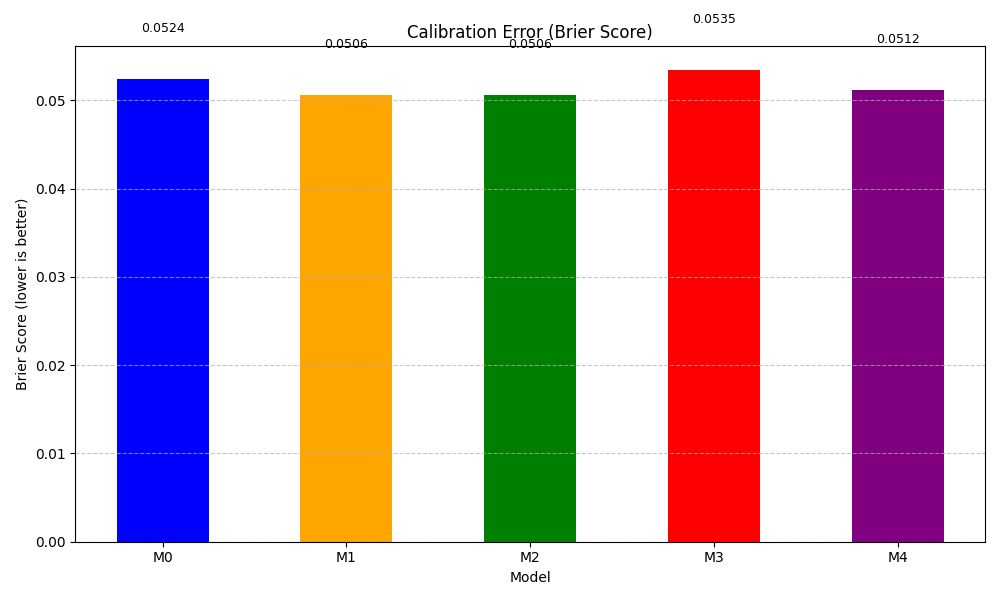 0.0535
0.0524
Calibration Error (Brier Score)
0.0512
0.0506
0.0506
Brier Score (lower is better)
0.05
0.04
0.03
0.02
0.01
0.00
M0
M1
M2
M3
M4
Model